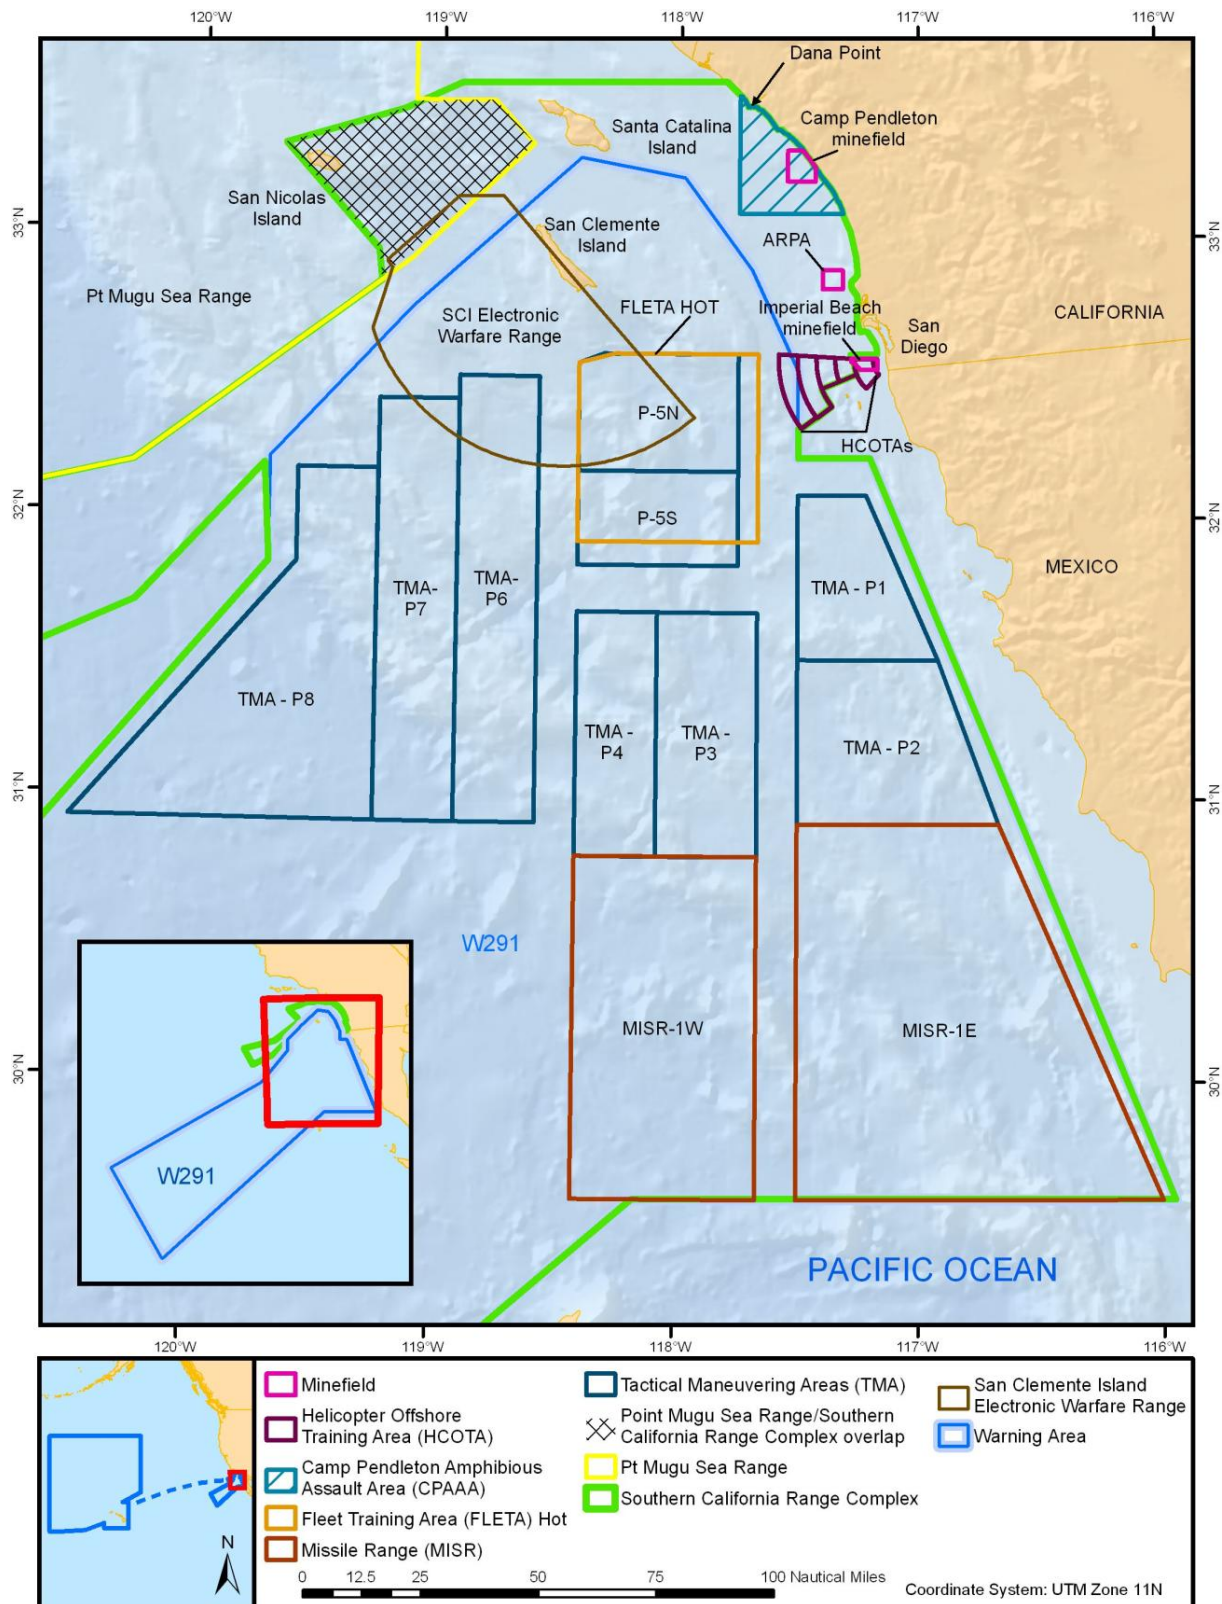 120°W
119°W
118°W
117°W
116°W
Dana Point
Camp Pendleton
minefield
Santa Catalina
Island
San Nicolas
Island
33°N
33°N
San Clemente
Island
ARPA
Pt Mugu Sea Range
SCI Electronic
Warfare Range
FLETA HOT
Imperial Beach
minefield
San
Diego
CALIFORNIA
P-5N
HCOTAs
32°N
32°N
P-5S
MEXICO
TMA-
P7
TMA-
P6
TMA - P1
TMA - P8
TMA -
P4
TMA -
P3
TMA - P2
31°N
31°N
W291
MISR-1W
MISR-1E
30°N
30°N
W291
PACIFIC OCEAN
120°W
119°W
118°W
117°W
116°W
N
Minefield
Helicopter Offshore
Training Area (HCOTA)
Camp Pendleton Amphibious
Assault Area (CPAAA)
Fleet Training Area (FLETA) Hot
Missile Range (MISR)
Tactical Maneuvering Areas (TMA)
Point Mugu Sea Range/Southern
California Range Complex overlap
Pt Mugu Sea Range
Southern California Range Complex
San Clemente Island
Electronic Warfare Range
Warning Area
0 12.5 25 50 75 100 Nautical Miles
Coordinate System: UTM Zone 11N